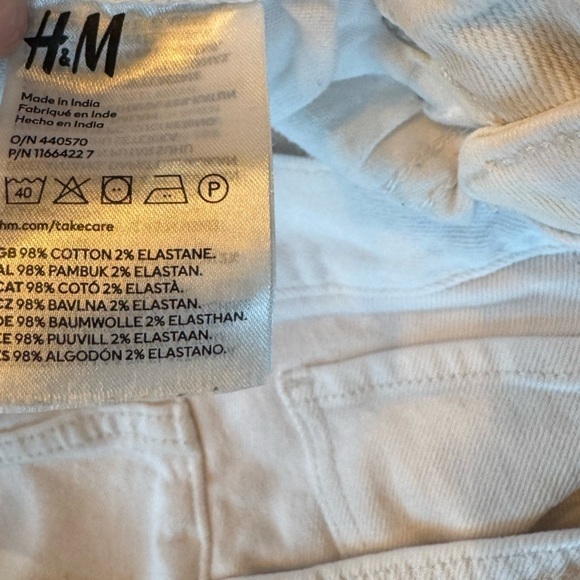 H&M
Made in India
Fabriqué en Inde
Hecho en India
O/N 440570
P/N 1166422 7
40 P
hm.com/takecare
GB 98% COTTON 2% ELASTANE.
AL 98% PAMBUK 2% ELASTAN.
CAT 98% COTÓ 2% ELASTÀ.
CZ 98% BAVLNA 2% ELASTAN.
DE 98% BAUMWOLLE 2% ELASTHAN.
EE 98% PUUVILL 2% ELASTAAN.
ES 98% ALGODÓN 2% ELASTANO.